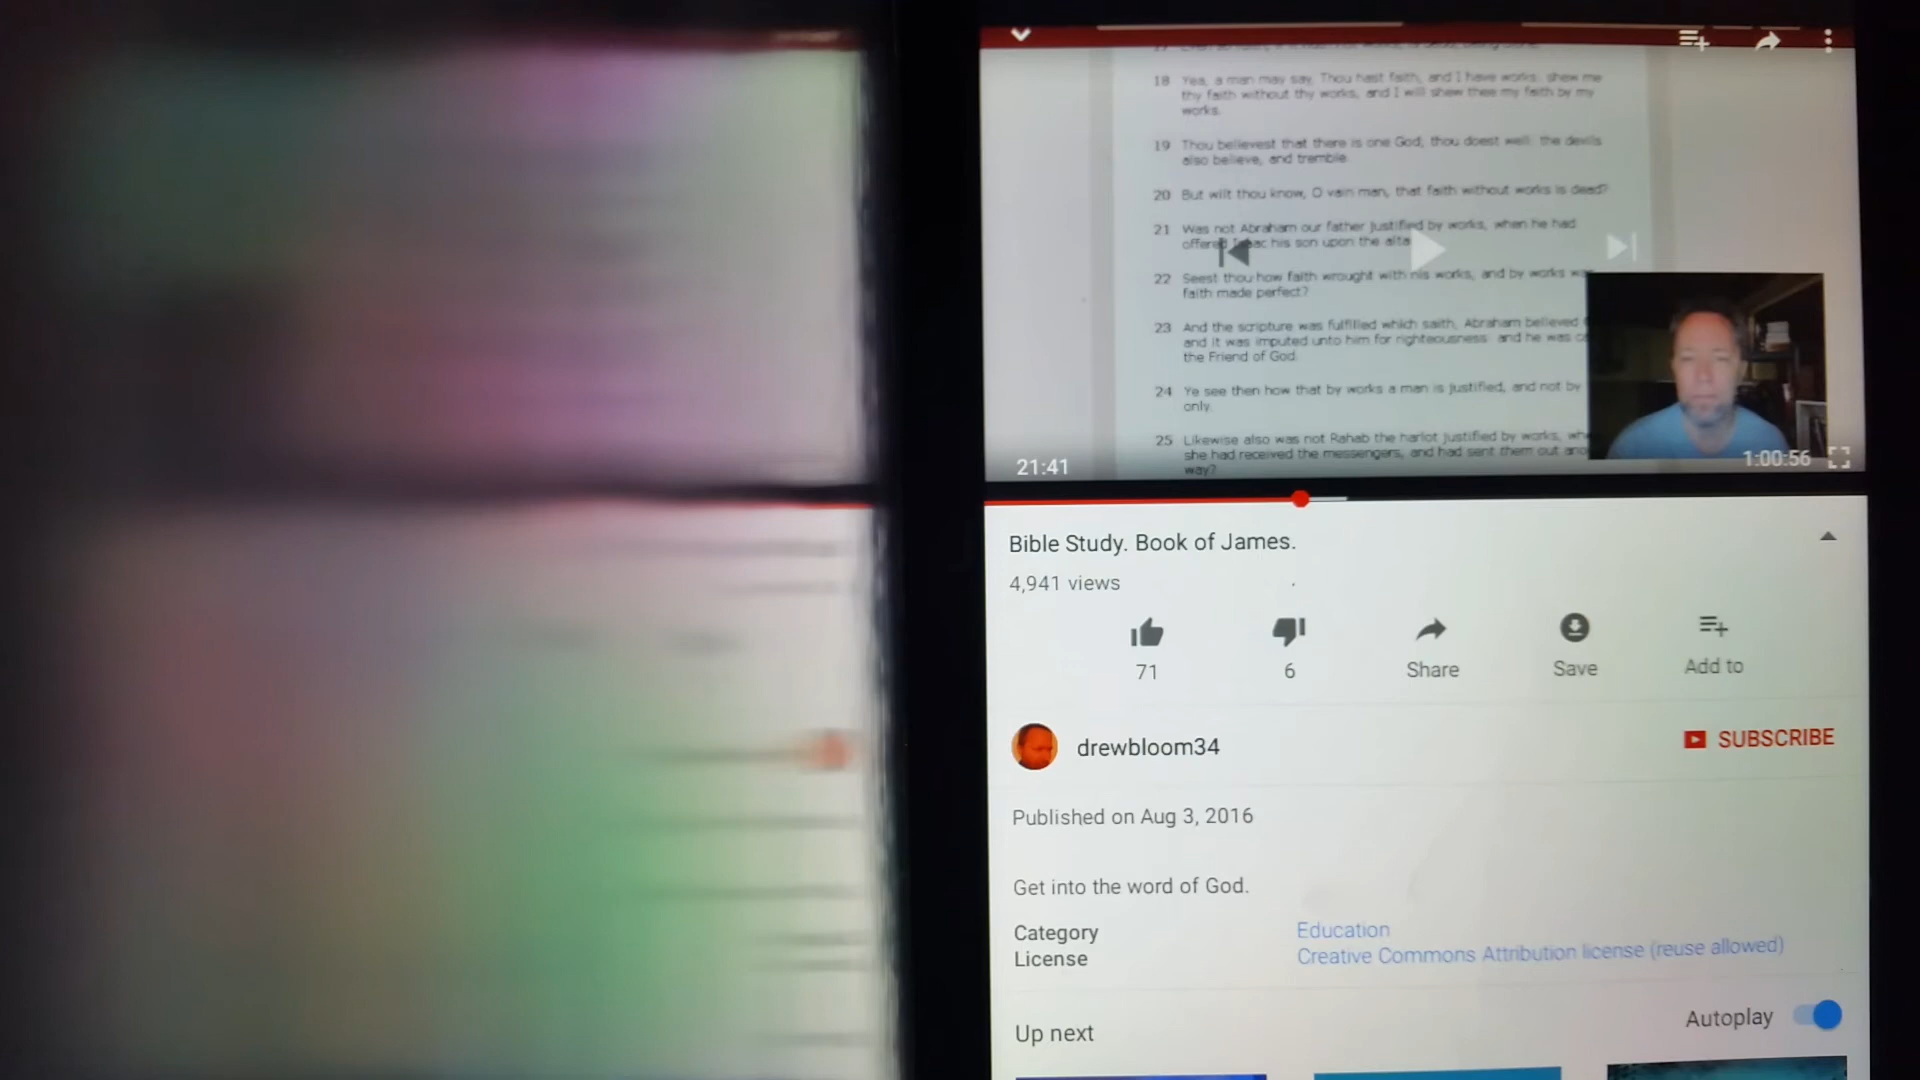 18 Yea, a man may say, Thou hast faith, and I have works: shew me
thy faith without thy works, and I will shew thee my faith by my
works.
19 Thou believest that there is one God; thou doest well: the devils
also believe, and tremble.
20 But wilt thou know, O vain man, that faith without works is dead?
21 Was not Abraham our father justified by works, when he had
offered his son upon the alta
22 Seest thou how faith wrought with his works, and by works
faith made perfect?
23 And the scripture was fulfilled which saith, Abraham believed
and it was imputed unto him for righteousness: and he was
the Friend of God.
24 Ye see then how that by works a man is justified, and not by
only.
25 Likewise also was not Rahab the harlot justified by works,
she had received the messengers, and had sent them out
way?
21:41
1:00:56
Bible Study. Book of James.
4,941 views
71
6
Share
Save
Add to
drewbloom34
SUBSCRIBE
Published on Aug 3, 2016
Get into the word of God.
Category Education
License Creative Commons Attribution license (reuse allowed)
Up next
Autoplay